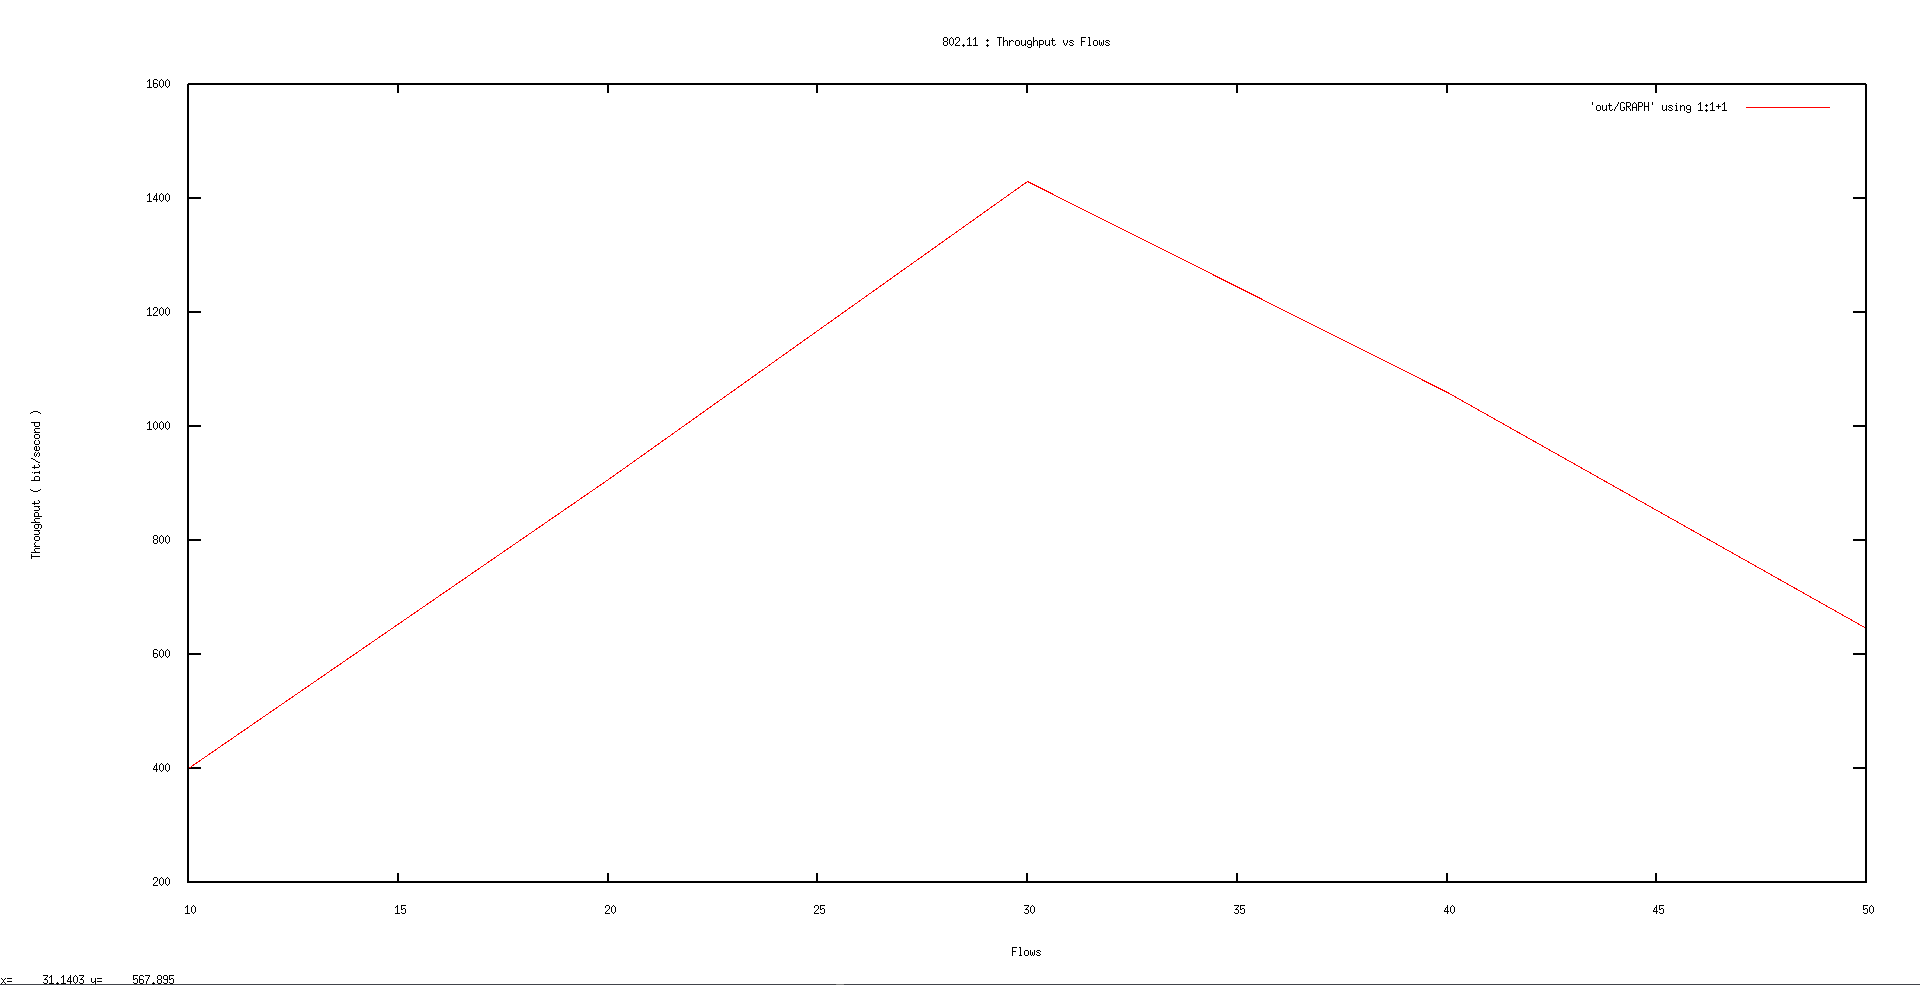 802.11 : Throughput vs Flows
1600
'out/GRAPH' using 1:1+1
1400
1200
1000
Throughput ( bit/second )
800
600
400
200
10 15 20 25 30 35 40 45 50
Flows
x= 31.1403 y= 567.895